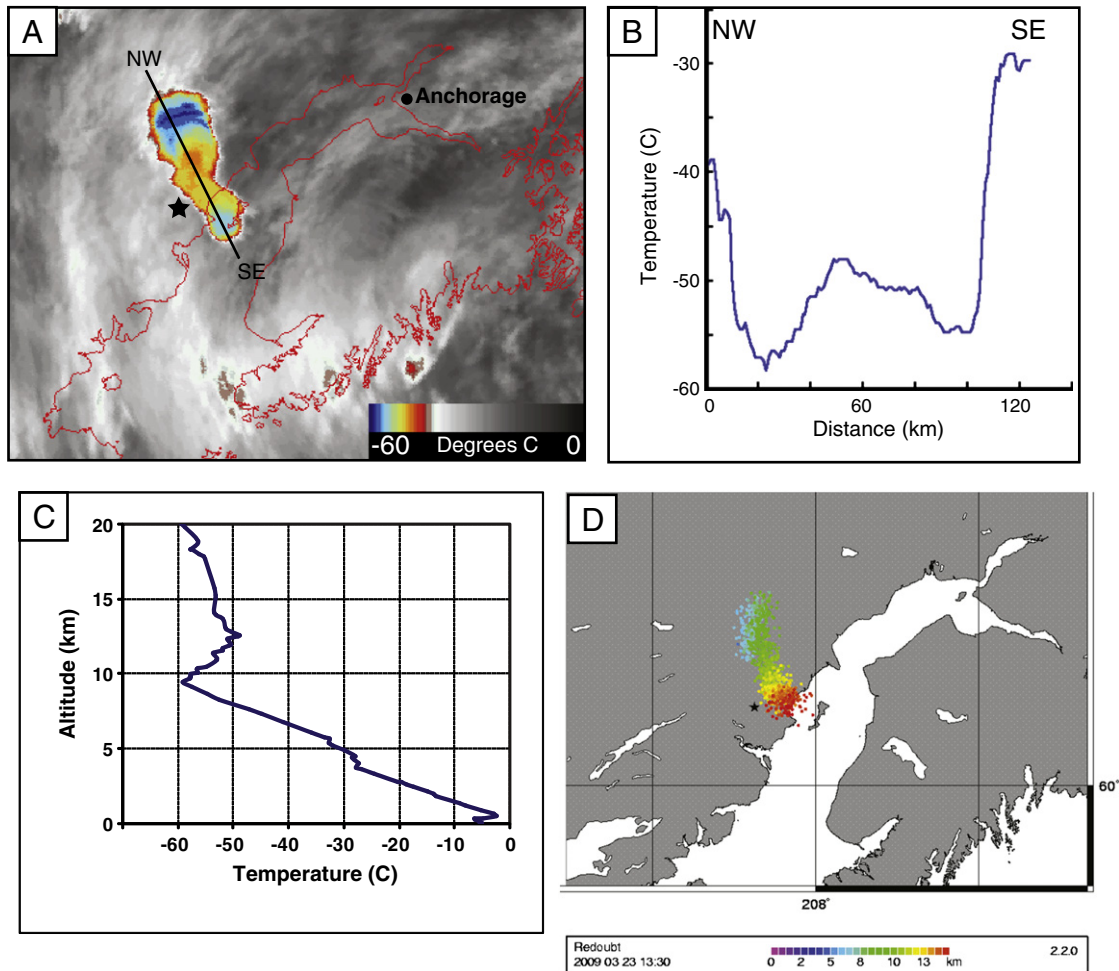 A
NW
Anchorage
SE
-60 Degrees C 0
B
NW SE
-30
-40
-50
-60
Temperature (C)
0 60 120
Distance (km)
C
20
15
10
5
0
Altitude (km)
-60 -50 -40 -30 -20 -10 0
Temperature (C)
D
60°
208°
Redoubt
2009 03 23 13:30
0 2 5 8 10 13 km
2.2.0